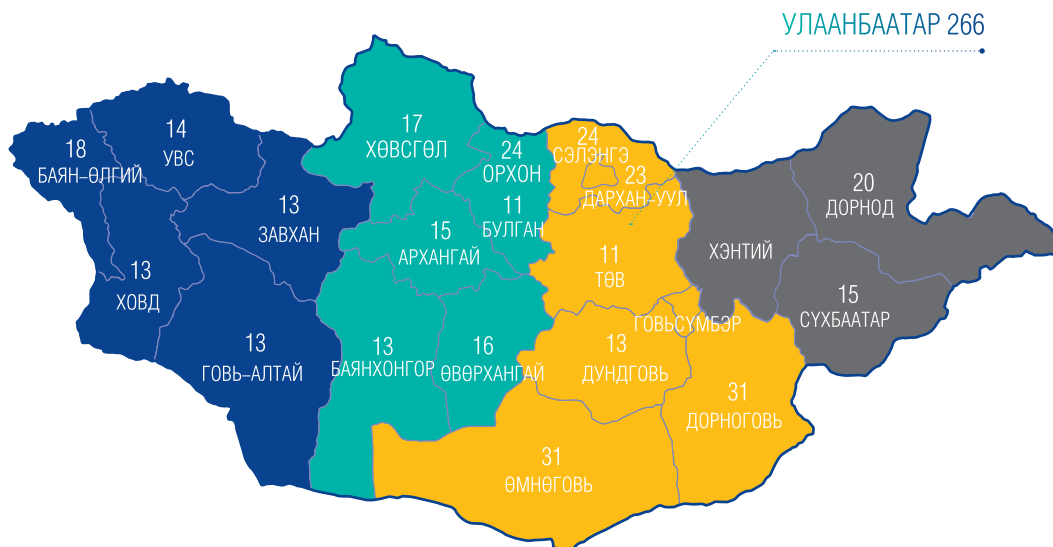 УЛААНБААТАР 266
18
БАЯН-ӨЛГИЙ
14
УВС
13
ЗАВХАН
13
ХОВД
13
ГОВЬ-АЛТАЙ
17
ХӨВСГӨЛ
24
ОРХОН
11
БУЛГАН
15
АРХАНГАЙ
13
БАЯНХОНГОР
16
ӨВӨРХАНГАЙ
24
СЭЛЭНГЭ
23
ДАРХАН-УУЛ
11
ТӨВ
ГОВЬСҮМБЭР
13
ДУНДГОВЬ
31
ДОРНОГОВЬ
31
ӨМНӨГОВЬ
ХЭНТИЙ
20
ДОРНОД
15
СҮХБААТАР